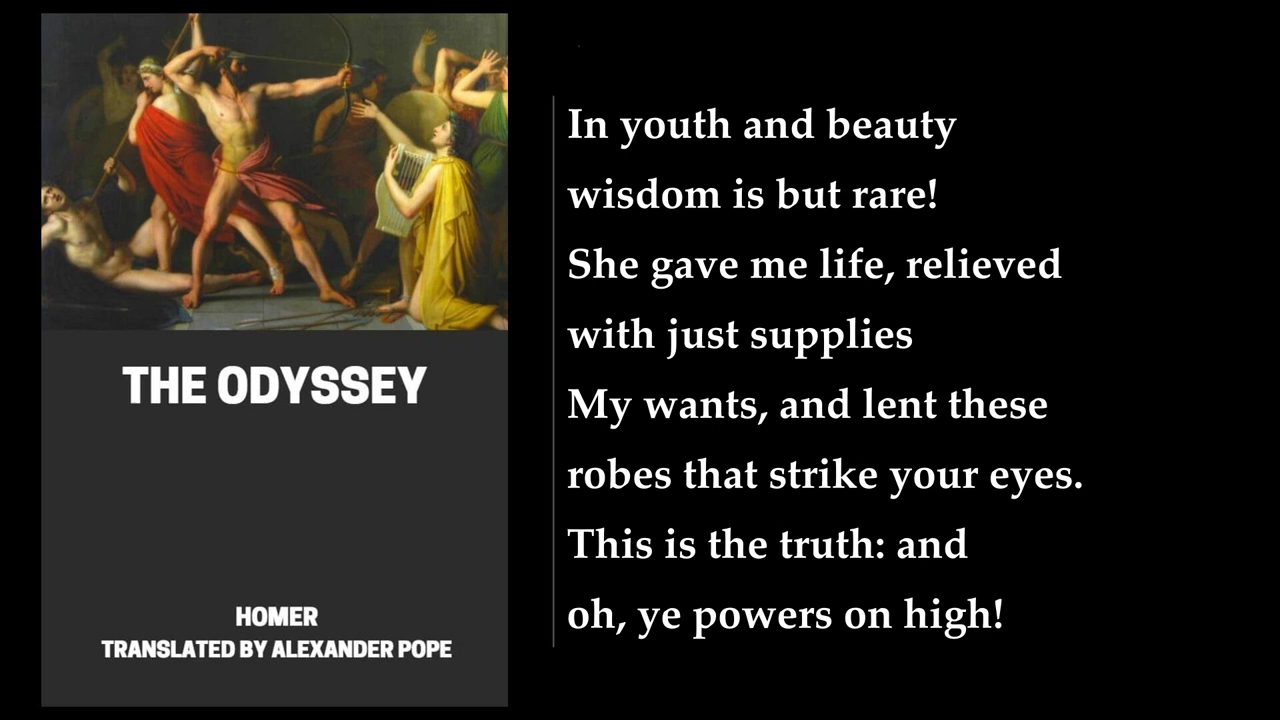 THE ODYSSEY
HOMER
TRANSLATED BY ALEXANDER POPE
In youth and beauty
wisdom is but rare!
She gave me life, relieved
with just supplies
My wants, and lent these
robes that strike your eyes.
This is the truth: and
oh, ye powers on high!